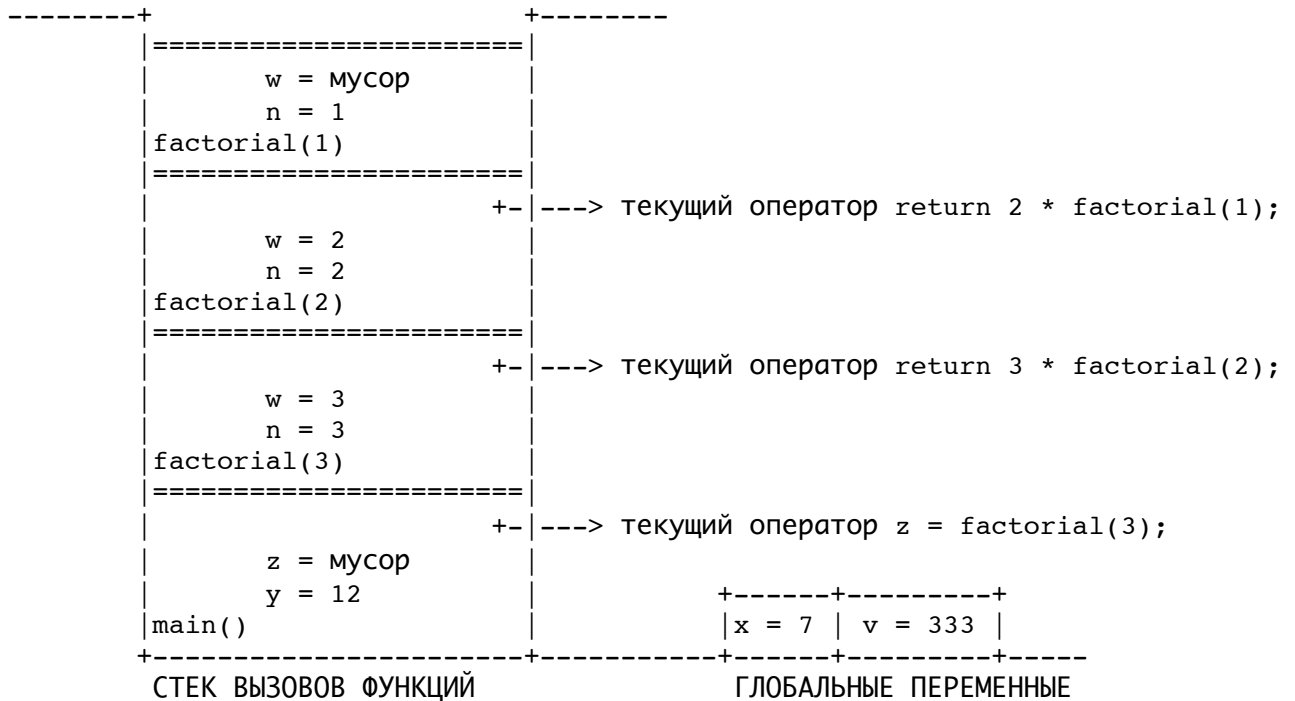 --------+                       +--------
|=======================|
|       w = мусор       |
|       n = 1           |
|factorial(1)           |
|=======================|
|                     +-|---> текущий оператор return 2 * factorial(1);
|       w = 2           |
|       n = 2           |
|factorial(2)           |
|=======================|
|                     +-|---> текущий оператор return 3 * factorial(2);
|       w = 3           |
|       n = 3           |
|factorial(3)           |
|=======================|
|                     +-|---> текущий оператор z = factorial(3);
|       z = мусор       |
|       y = 12          |           +------+---------+
|main()                 |           |x = 7 | v = 333 |
+-----------------------+-----------+------+---------+-----
СТЕК ВЫЗОВОВ ФУНКЦИЙ                ГЛОБАЛЬНЫЕ ПЕРЕМЕННЫЕ